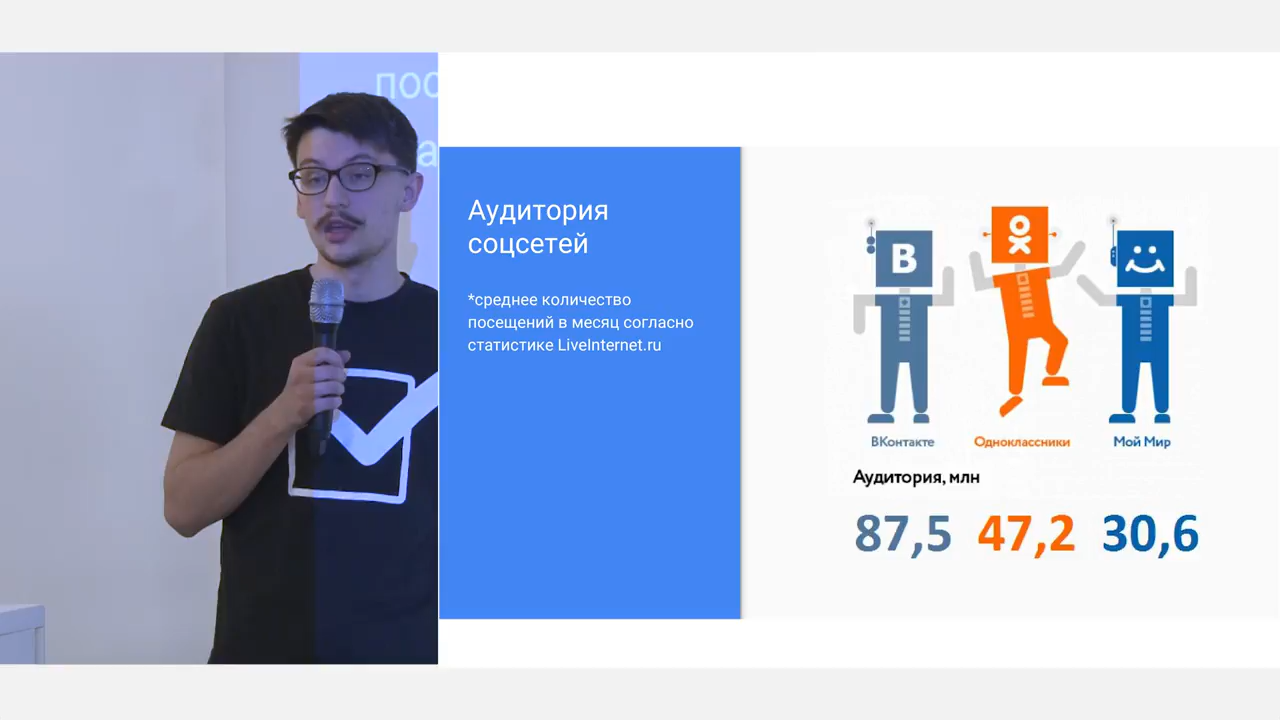 Аудитория
соцсетей
*среднее количество
посещений в месяц согласно
статистике LiveInternet.ru
В
ВКонтакте Одноклассники Мой Мир
Аудитория, млн
87,5 47,2 30,6